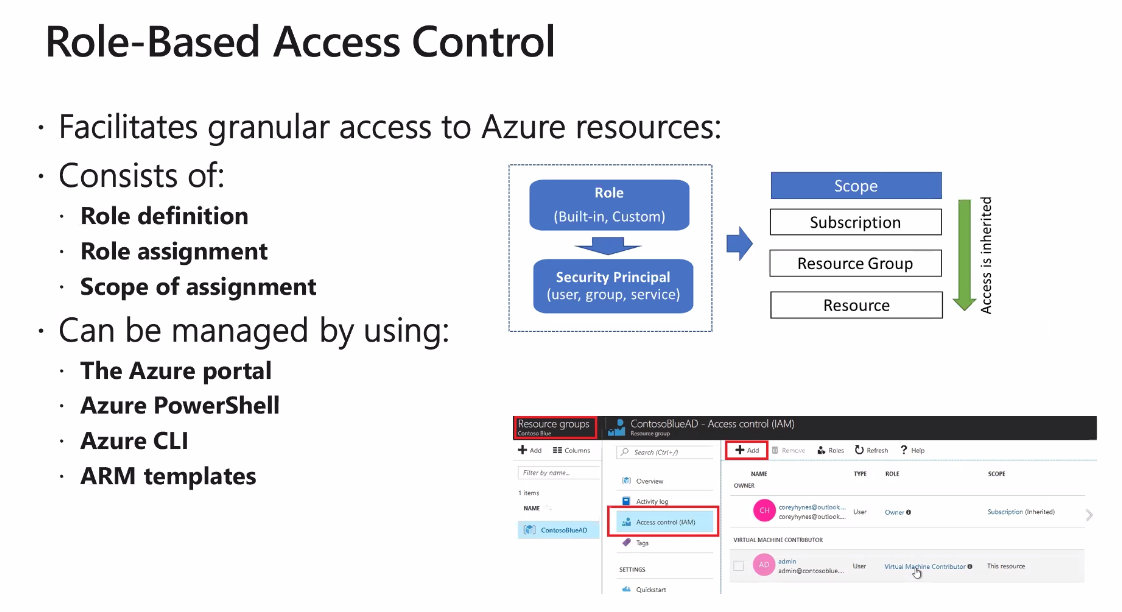 Role-Based Access Control
· Facilitates granular access to Azure resources:
· Consists of:
· Role definition
· Role assignment
· Scope of assignment
· Can be managed by using:
· The Azure portal
· Azure PowerShell
· Azure CLI
· ARM templates
Role
(Built-in, Custom)
Security Principal
(user, group, service)
Scope
Subscription
Resource Group
Resource
Access is inherited
Resource groups
Contoso Blue
ContosoBlueAD - Access control (IAM)
Resource group
Add Columns
Filter by name...
1 items
NAME
ContosoBlueAD
Search (Ctrl+/)
Overview
Activity log
Access control (IAM)
Tags
SETTINGS
Quickstart
Add Remove Roles Refresh ? Help
NAME TYPE ROLE SCOPE
OWNER
CH coreyhynes@outlook... User Owner Subscription (Inherited)
coreyhynes@outlook...
VIRTUAL MACHINE CONTRIBUTOR
AD admin User Virtual Machine Contributor This resource
admin@contosoblue...